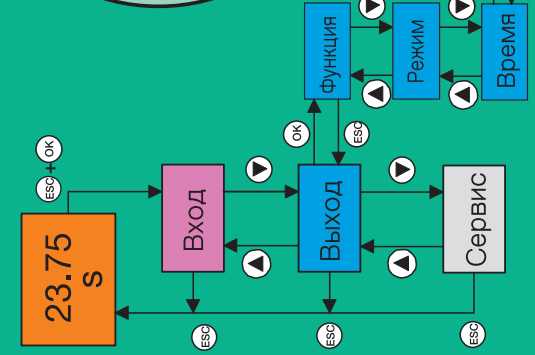 23.75
s
ESC + OK
Вход
Выход
Сервис
OK
ESC
Функция
Режим
Время
ESC
ESC
ESC